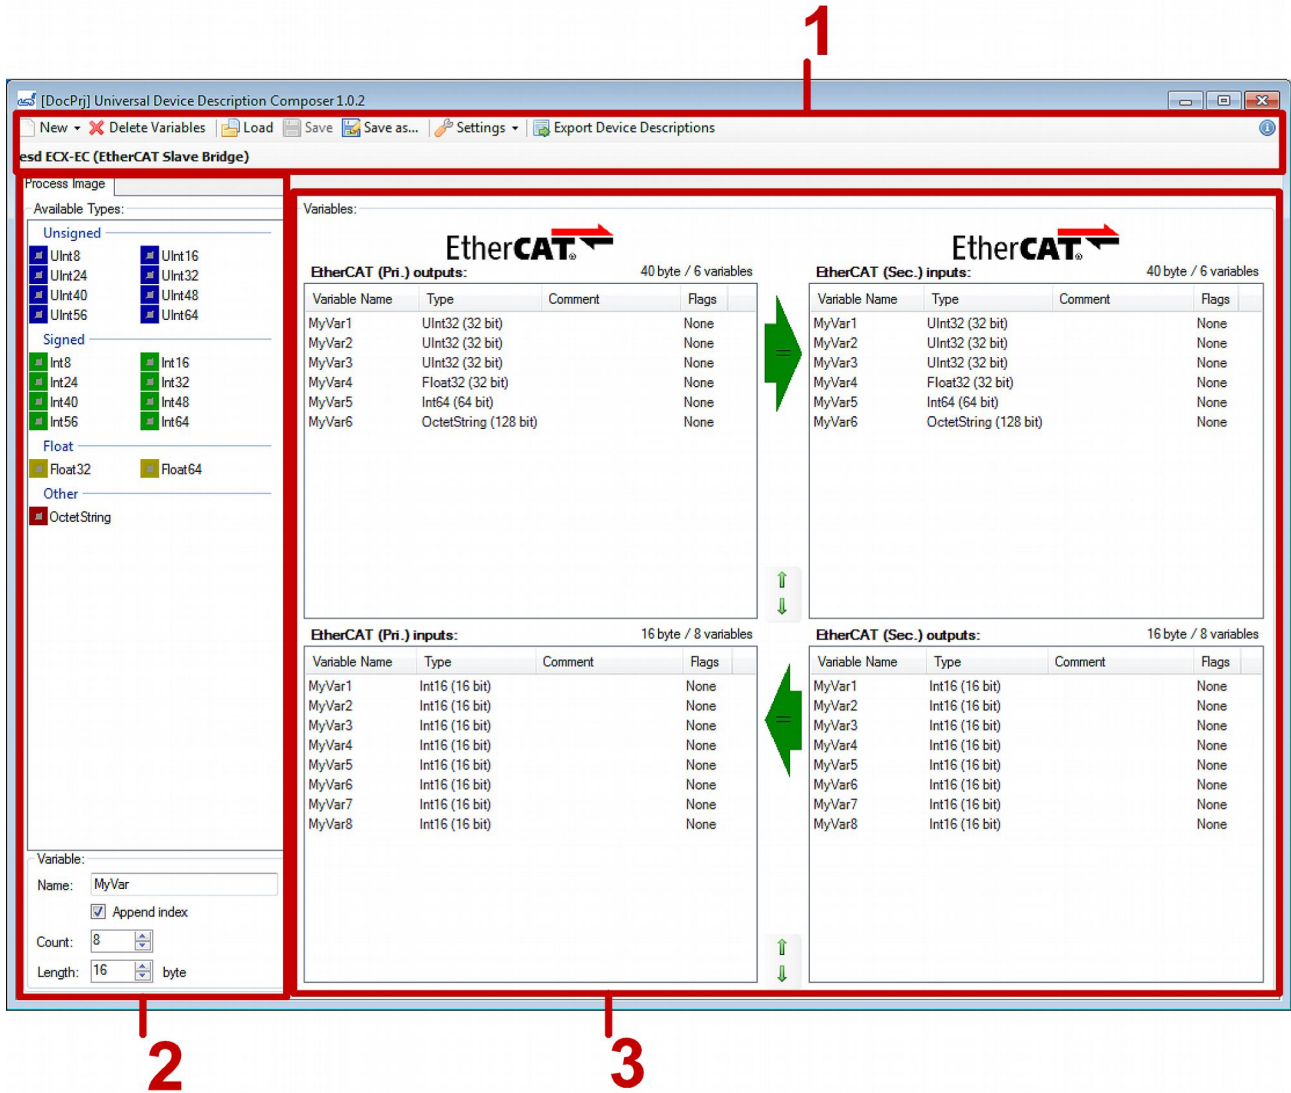 1
esd [DocPrj] Universal Device Description Composer 1.0.2
New Delete Variables Load Save Save as... Settings Export Device Descriptions
esd ECX-EC (EtherCAT Slave Bridge)
Process Image
Available Types:
Unsigned
UInt8 UInt16
UInt24 UInt32
UInt40 UInt48
UInt56 UInt64
Signed
Int8 Int16
Int24 Int32
Int40 Int48
Int56 Int64
Float
Float32 Float64
Other
OctetString
Variable:
Name: MyVar
Append index
Count: 8
Length: 16 byte
Variables:
EtherCAT®
EtherCAT (Pri.) outputs: 40 byte / 6 variables
Variable Name Type Comment Flags
MyVar1 UInt32 (32 bit) None
MyVar2 UInt32 (32 bit) None
MyVar3 UInt32 (32 bit) None
MyVar4 Float32 (32 bit) None
MyVar5 Int64 (64 bit) None
MyVar6 OctetString (128 bit) None
=
EtherCAT®
EtherCAT (Sec.) inputs: 40 byte / 6 variables
Variable Name Type Comment Flags
MyVar1 UInt32 (32 bit) None
MyVar2 UInt32 (32 bit) None
MyVar3 UInt32 (32 bit) None
MyVar4 Float32 (32 bit) None
MyVar5 Int64 (64 bit) None
MyVar6 OctetString (128 bit) None
EtherCAT (Pri.) inputs: 16 byte / 8 variables
Variable Name Type Comment Flags
MyVar1 Int16 (16 bit) None
MyVar2 Int16 (16 bit) None
MyVar3 Int16 (16 bit) None
MyVar4 Int16 (16 bit) None
MyVar5 Int16 (16 bit) None
MyVar6 Int16 (16 bit) None
MyVar7 Int16 (16 bit) None
MyVar8 Int16 (16 bit) None
=
EtherCAT (Sec.) outputs: 16 byte / 8 variables
Variable Name Type Comment Flags
MyVar1 Int16 (16 bit) None
MyVar2 Int16 (16 bit) None
MyVar3 Int16 (16 bit) None
MyVar4 Int16 (16 bit) None
MyVar5 Int16 (16 bit) None
MyVar6 Int16 (16 bit) None
MyVar7 Int16 (16 bit) None
MyVar8 Int16 (16 bit) None
2
3